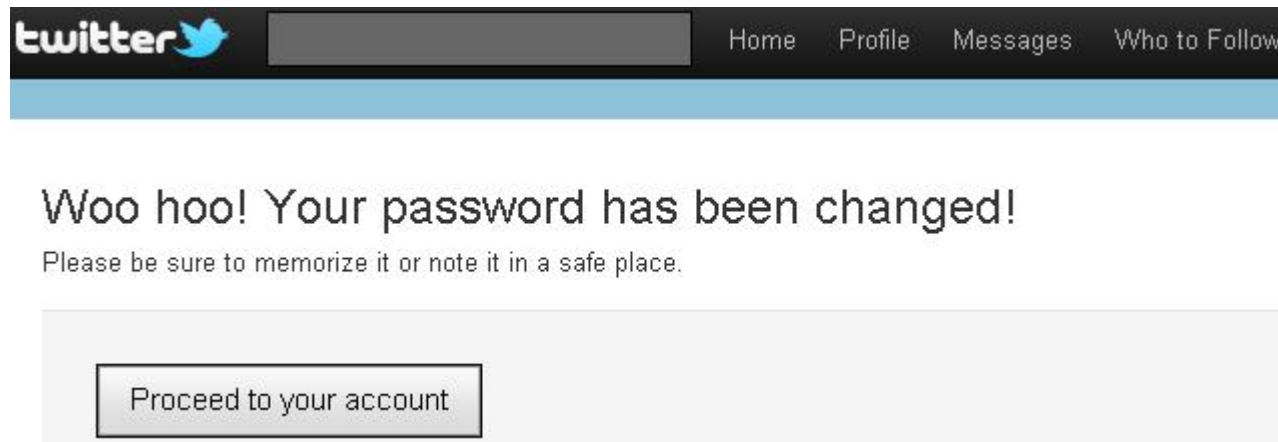 twitter Home Profile Messages Who to Follow
Woo hoo! Your password has been changed!
Please be sure to memorize it or note it in a safe place.
Proceed to your account